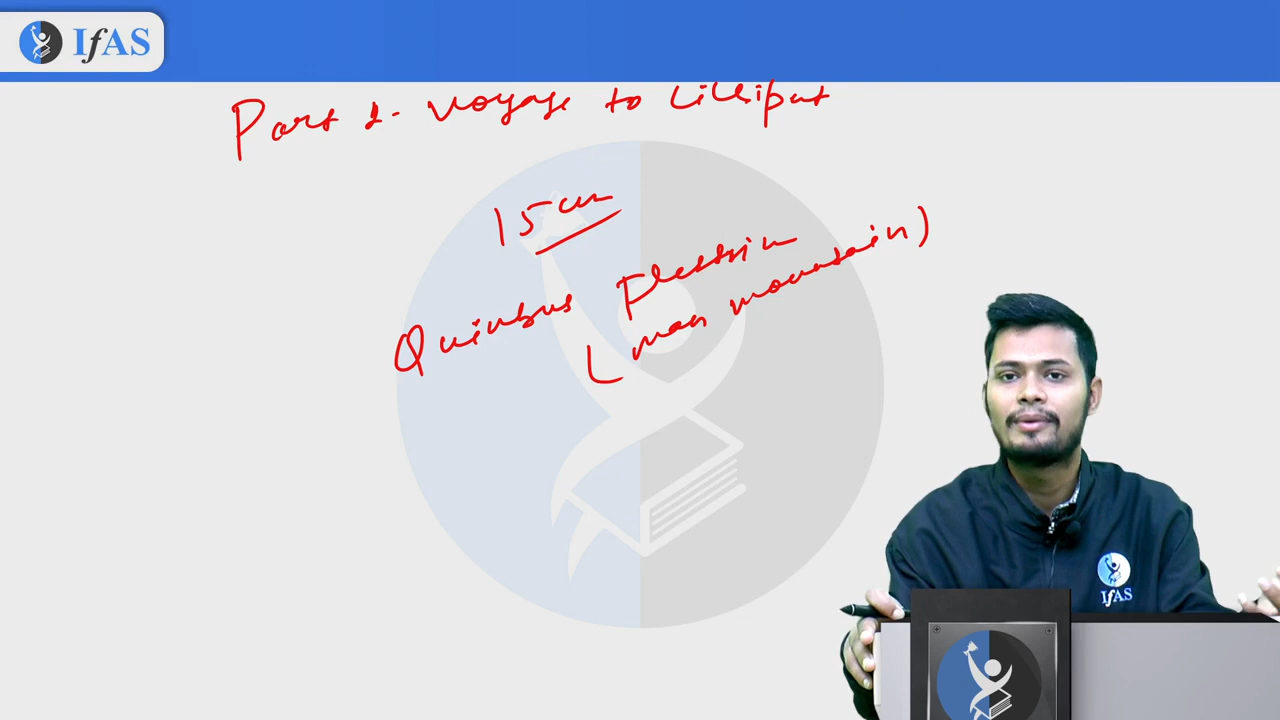 IfAS
Part 1. Voyage to Lilliput
15cm
Quinbus Flestrin
(man mountain)
IfAS